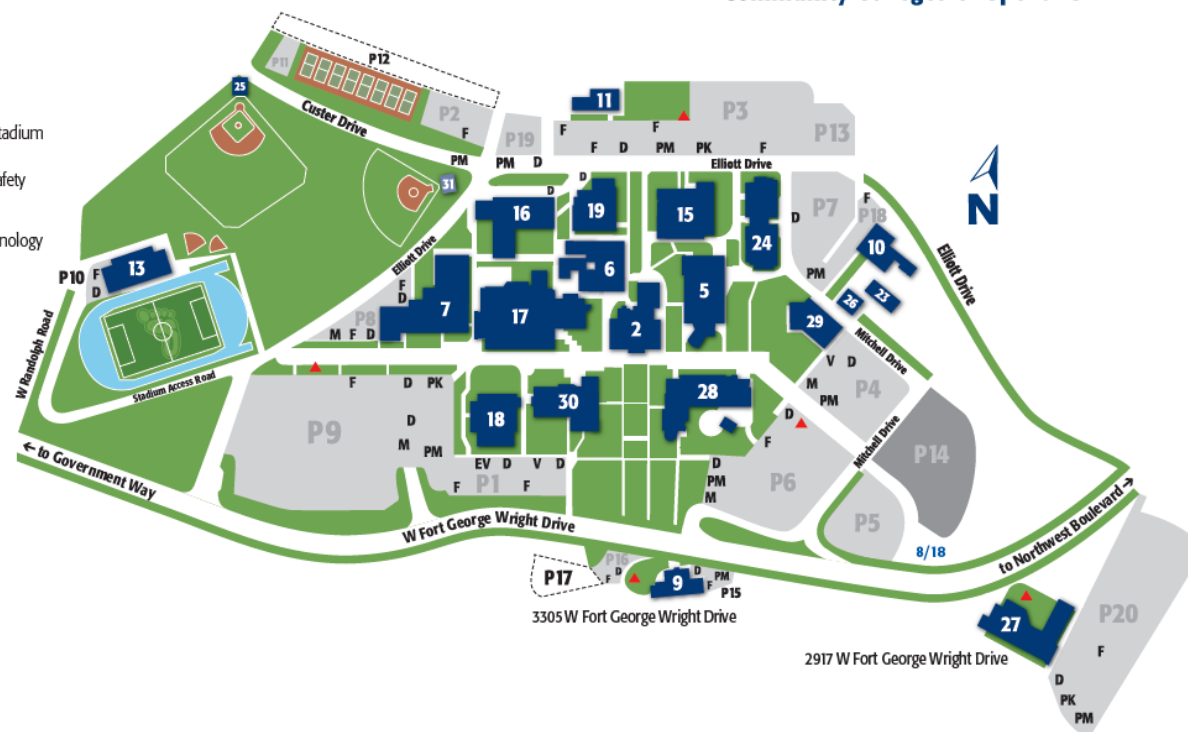 P11
P12
25
Custer Drive
P2
F
11
P3
P13
P19
F
F
F
D
PM
PK
F
tadium
PM
PM
D
Elliott Drive
afety
31
D
D
16
19
15
24
D
P7
F
P18
10
N
nology
Elliott Drive
6
Elliott Drive
P10
F
D
13
F
D
PM
5
26
23
W Randolph Road
7
17
2
29
P8
M
F
D
Mitchell Drive
V
D
Stadium Access Road
F
D
PK
28
M
P4
PM
18
30
D
P9
D
M
PM
F
Mitchell Drive
P14
← to Government Way
EV
D
V
D
D
PM
M
P6
F
P1
F
P5
W Fort George Wright Drive
8/18
to Northwest Boulevard →
P17
P16
D
F
9
D
F
PM
P15
3305 W Fort George Wright Drive
27
P20
2917 W Fort George Wright Drive
F
D
PK
PM